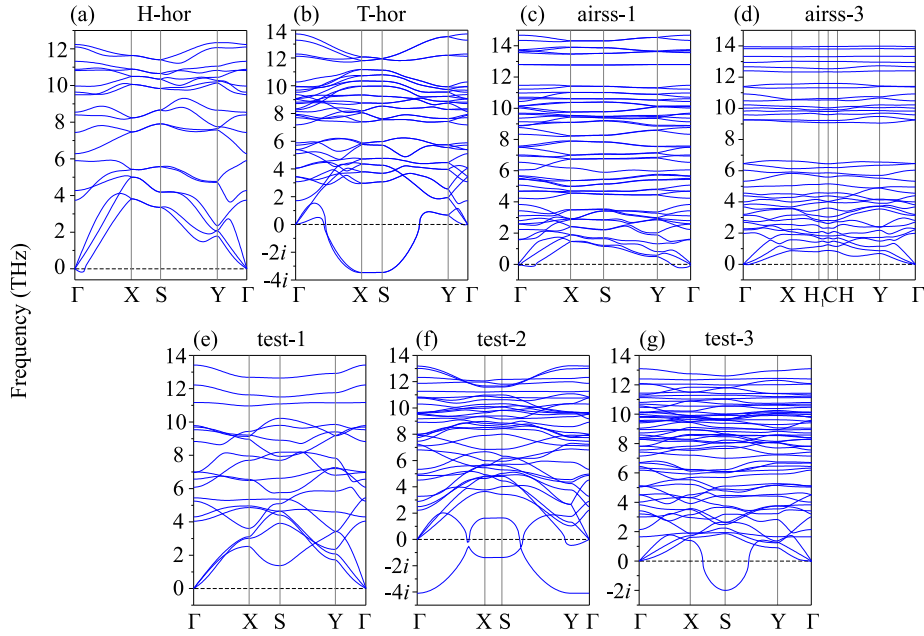 (a) H-hor
12
10
8
6
4
2
0
Γ X S Y Γ
(b) T-hor
14
12
10
8
6
4
2
0
-2i
-4i
Γ X S Y Γ
(c) airss-1
14
12
10
8
6
4
2
0
Γ X S Y Γ
(d) airss-3
14
12
10
8
6
4
2
0
Γ X H₁CH Y Γ
Frequency (THz)
(e) test-1
14
12
10
8
6
4
2
0
Γ X S Y Γ
(f) test-2
14
12
10
8
6
4
2
0
-2i
-4i
Γ X S Y Γ
(g) test-3
14
12
10
8
6
4
2
0
-2i
Γ X S Y Γ